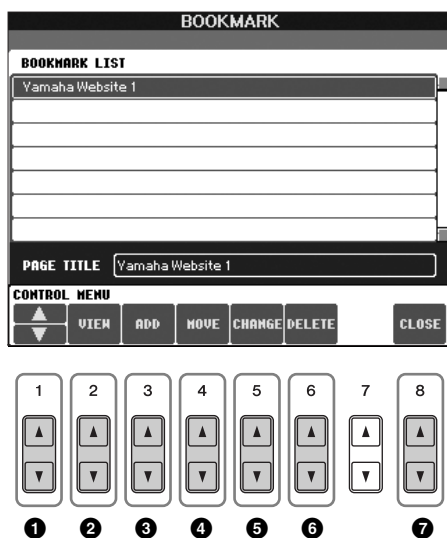 BOOKMARK
BOOKMARK LIST
Yamaha Website 1
PAGE TITLE Yamaha Website 1
CONTROL MENU
VIEW ADD MOVE CHANGE DELETE CLOSE
1 2 3 4 5 6 7 8
❶ ❷ ❸ ❹ ❺ ❻ ❼